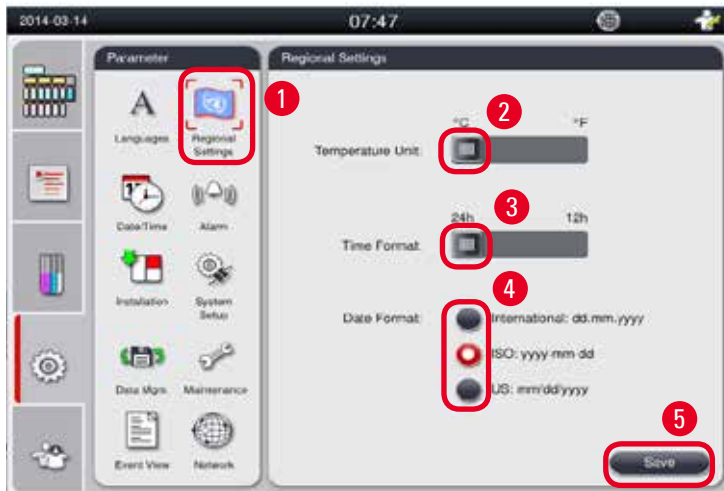 2014-03-14
07:47
Parameter
Languages
Regional
Settings
Date/Time
Alarm
Installation
System
Setup
Data Mgm.
Maintenance
Event View
Network
Regional Settings
1
°C
2
°F
Temperature Unit:
24h
3
12h
Time Format:
4
Date Format:
International: dd.mm.yyyy
ISO: yyyy-mm-dd
US: mm/dd/yyyy
5
Save